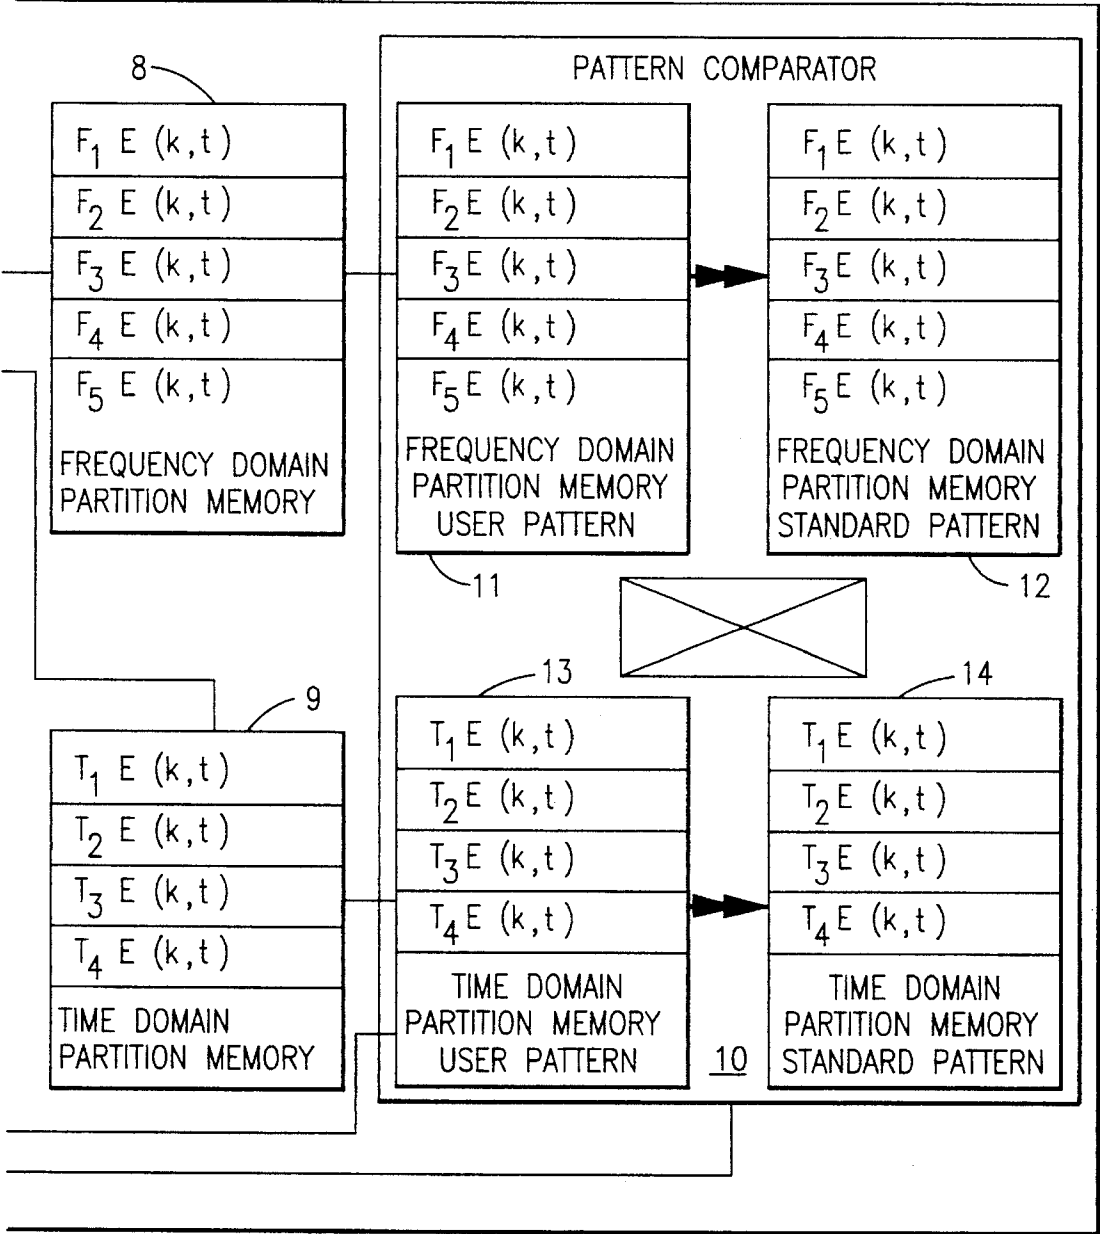 PATTERN COMPARATOR
8
F1 E (k,t)
F2 E (k,t)
F3 E (k,t)
F4 E (k,t)
F5 E (k,t)
FREQUENCY DOMAIN
PARTITION MEMORY
F1 E (k,t)
F2 E (k,t)
F3 E (k,t)
F4 E (k,t)
F5 E (k,t)
FREQUENCY DOMAIN
PARTITION MEMORY
USER PATTERN
11
F1 E (k,t)
F2 E (k,t)
F3 E (k,t)
F4 E (k,t)
F5 E (k,t)
FREQUENCY DOMAIN
PARTITION MEMORY
STANDARD PATTERN
12
9
T1 E (k,t)
T2 E (k,t)
T3 E (k,t)
T4 E (k,t)
TIME DOMAIN
PARTITION MEMORY
13
T1 E (k,t)
T2 E (k,t)
T3 E (k,t)
T4 E (k,t)
TIME DOMAIN
PARTITION MEMORY
USER PATTERN
10
14
T1 E (k,t)
T2 E (k,t)
T3 E (k,t)
T4 E (k,t)
TIME DOMAIN
PARTITION MEMORY
STANDARD PATTERN